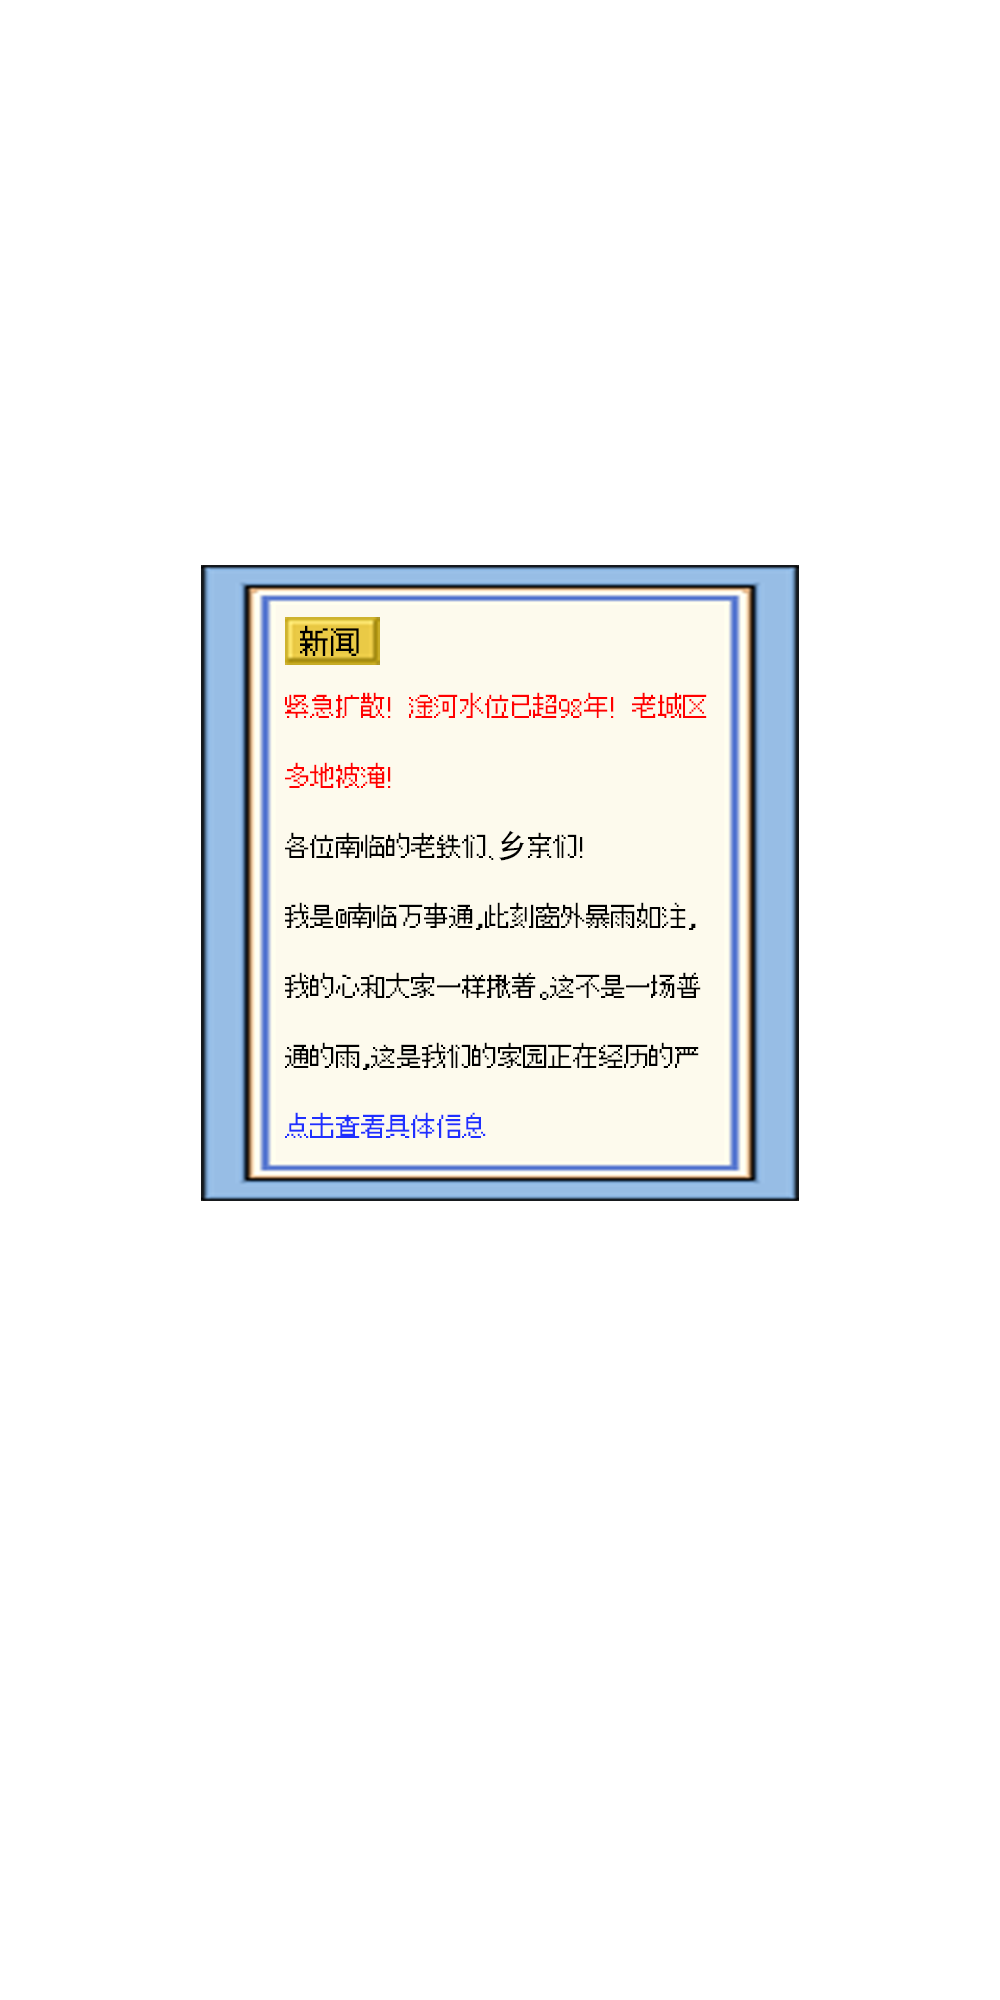 新闻
紧急扩散! 淦河水位已超98年! 老城区
多地被淹!
各位南临的老铁们、乡亲们!
我是@南临万事通,此刻窗外暴雨如注,
我的心和大家一样揪着。这不是一场普
通的雨,这是我们的家园正在经历的严
点击查看具体信息